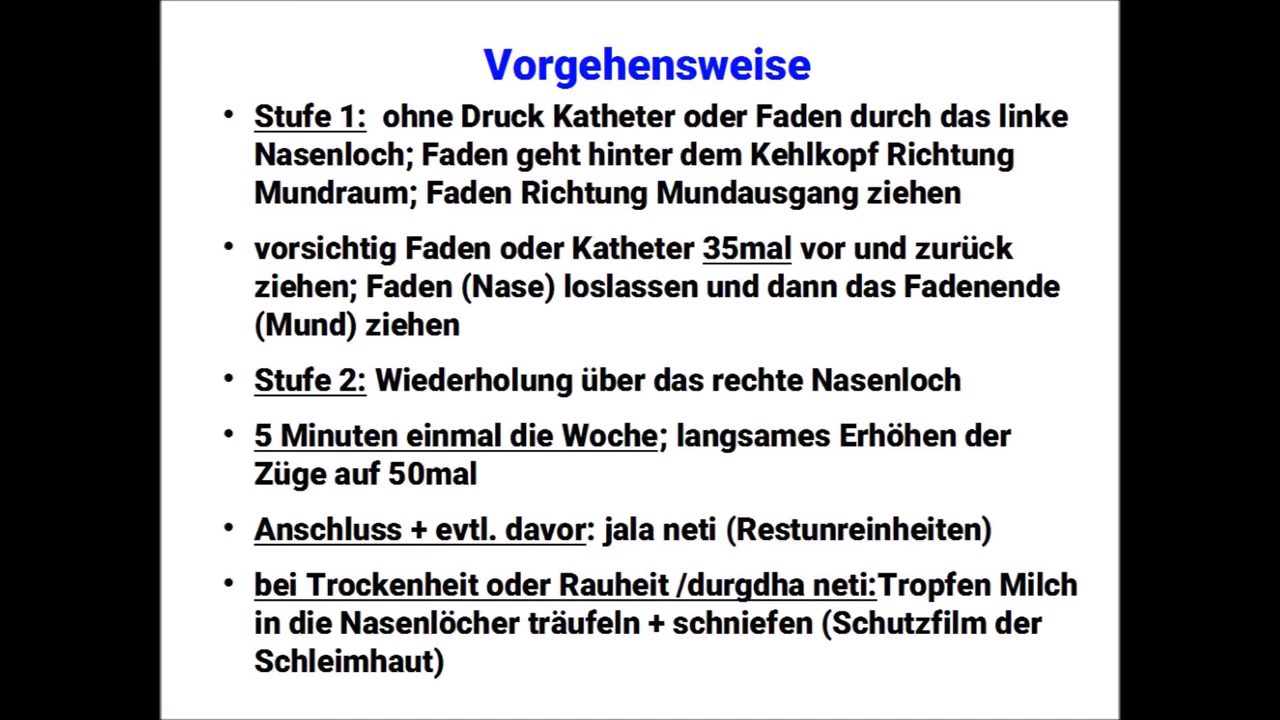 Vorgehensweise
• Stufe 1: ohne Druck Katheter oder Faden durch das linke
Nasenloch; Faden geht hinter dem Kehlkopf Richtung
Mundraum; Faden Richtung Mundausgang ziehen
• vorsichtig Faden oder Katheter 35mal vor und zurück
ziehen; Faden (Nase) loslassen und dann das Fadenende
(Mund) ziehen
• Stufe 2: Wiederholung über das rechte Nasenloch
• 5 Minuten einmal die Woche; langsames Erhöhen der
Züge auf 50mal
• Anschluss + evtl. davor: jala neti (Restunreinheiten)
• bei Trockenheit oder Rauheit /durgdha neti:Tropfen Milch
in die Nasenlöcher träufeln + schniefen (Schutzfilm der
Schleimhaut)